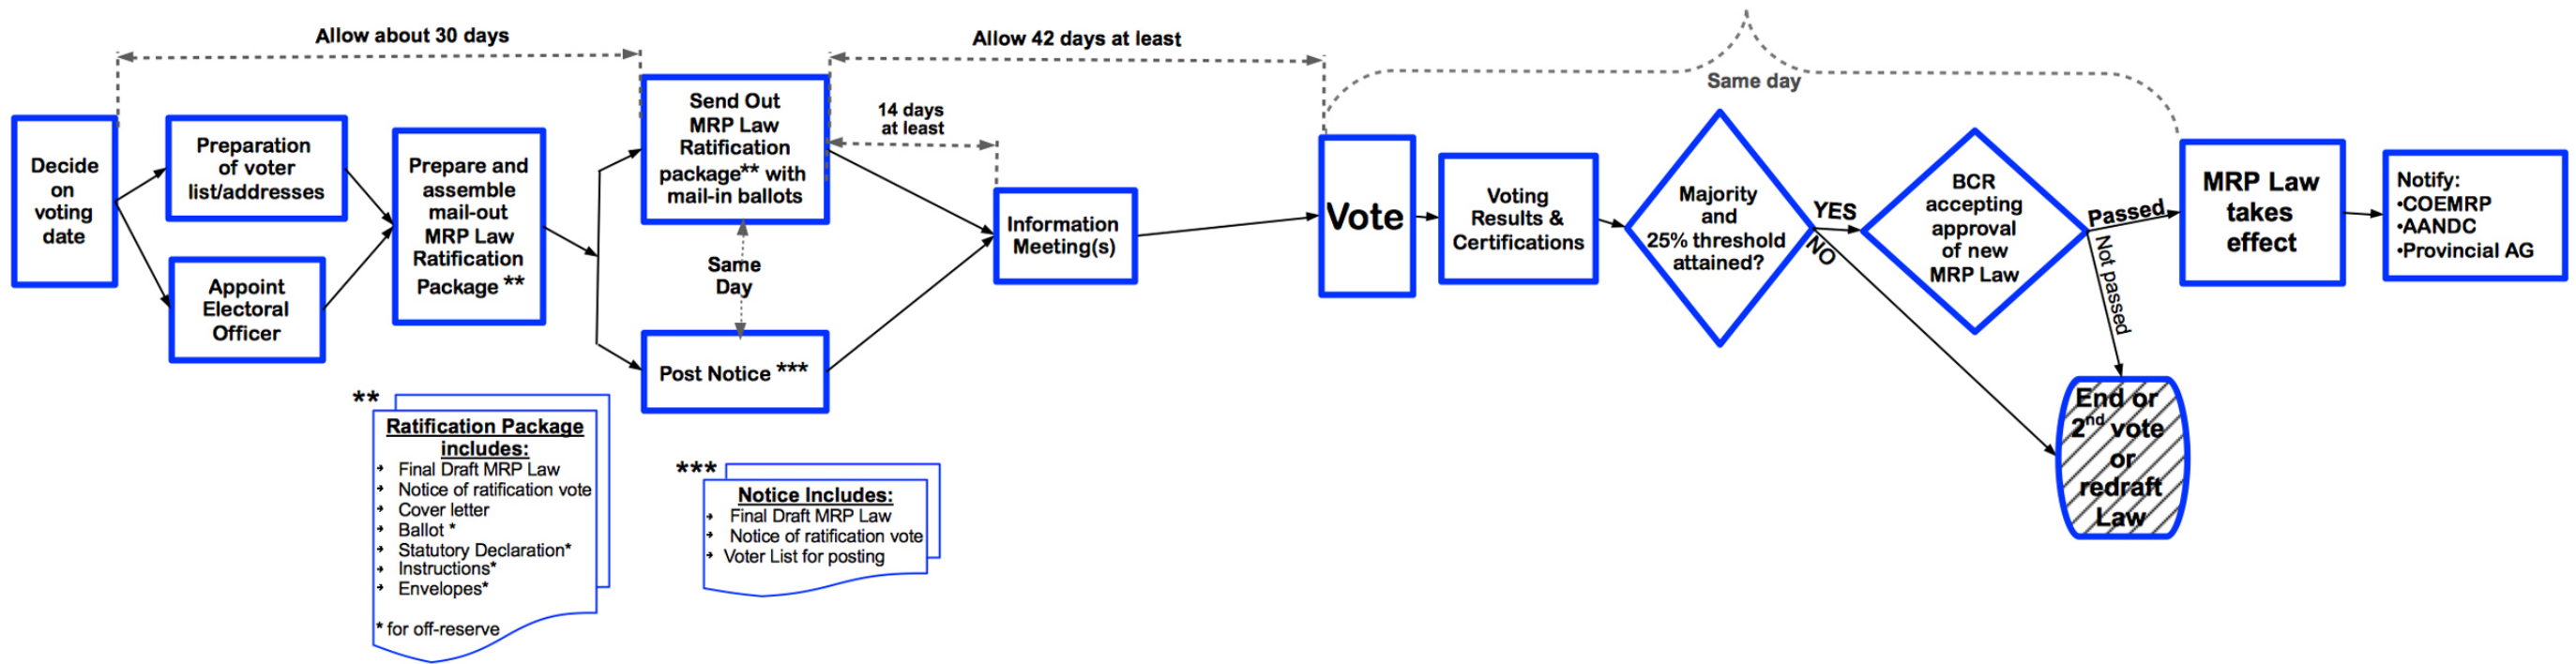 Allow about 30 days
Allow 42 days at least
Same day
14 days
at least
Decide
on
voting
date
Preparation
of voter
list/addresses
Appoint
Electoral
Officer
Prepare and
assemble
mail-out
MRP Law
Ratification
Package **
Send Out
MRP Law
Ratification
package** with
mail-in ballots
Same
Day
Post Notice ***
Information
Meeting(s)
Vote
Voting
Results &
Certifications
Majority
and
25% threshold
attained?
YES
NO
BCR
accepting
approval
of new
MRP Law
Passed
Not passed
MRP Law
takes
effect
Notify:
•COEMRP
•AANDC
•Provincial AG
End or
2nd vote
or
redraft
Law
**
Ratification Package
includes:
Final Draft MRP Law
Notice of ratification vote
Cover letter
Ballot *
Statutory Declaration*
Instructions*
Envelopes*
* for off-reserve
***
Notice Includes:
Final Draft MRP Law
Notice of ratification vote
Voter List for posting